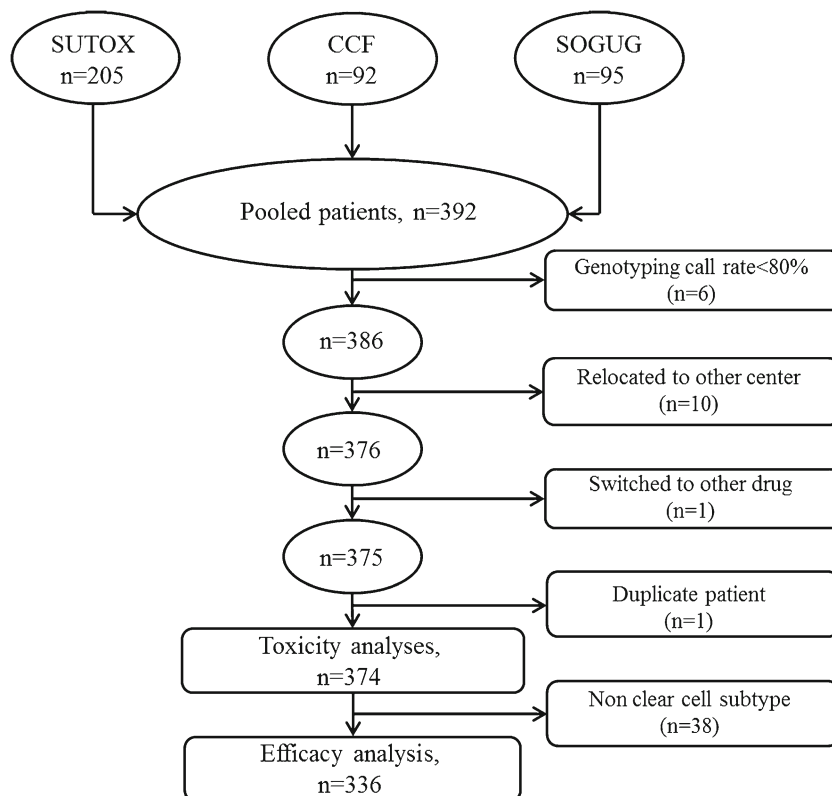 SUTOX
n=205
CCF
n=92
SOGUG
n=95
Pooled patients, n=392
Genotyping call rate<80%
(n=6)
n=386
Relocated to other center
(n=10)
n=376
Switched to other drug
(n=1)
n=375
Duplicate patient
(n=1)
Toxicity analyses,
n=374
Non clear cell subtype
(n=38)
Efficacy analysis,
n=336